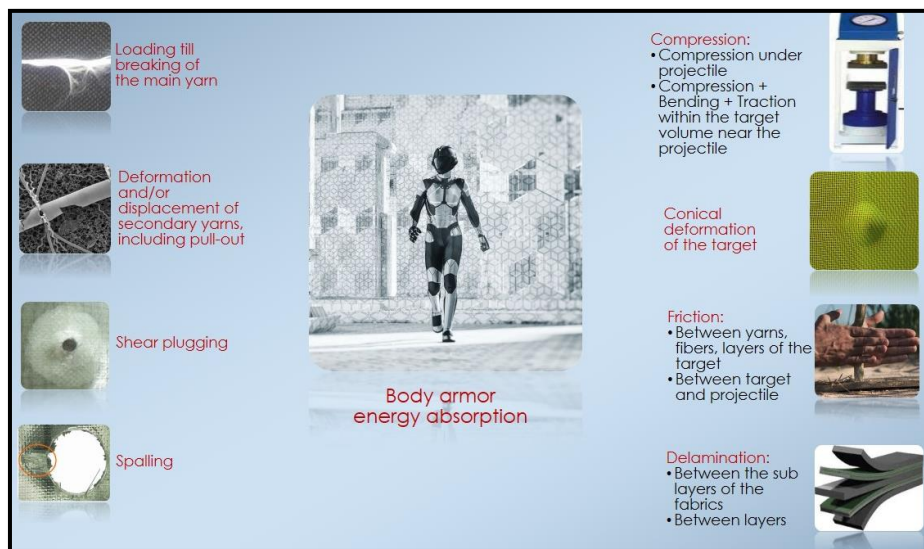 Loading till
breaking of
the main yarn
Deformation
and/or
displacement of
secondary yarns,
including pull-out
Shear plugging
Spalling
Body armor
energy absorption
Compression:
• Compression under
projectile
• Compression +
Bending + Traction
within the target
volume near the
projectile
Conical
deformation
of the target
Friction:
• Between yarns,
fibers, layers of the
target
• Between target
and projectile
Delamination:
• Between the sub
layers of the
fabrics
• Between layers